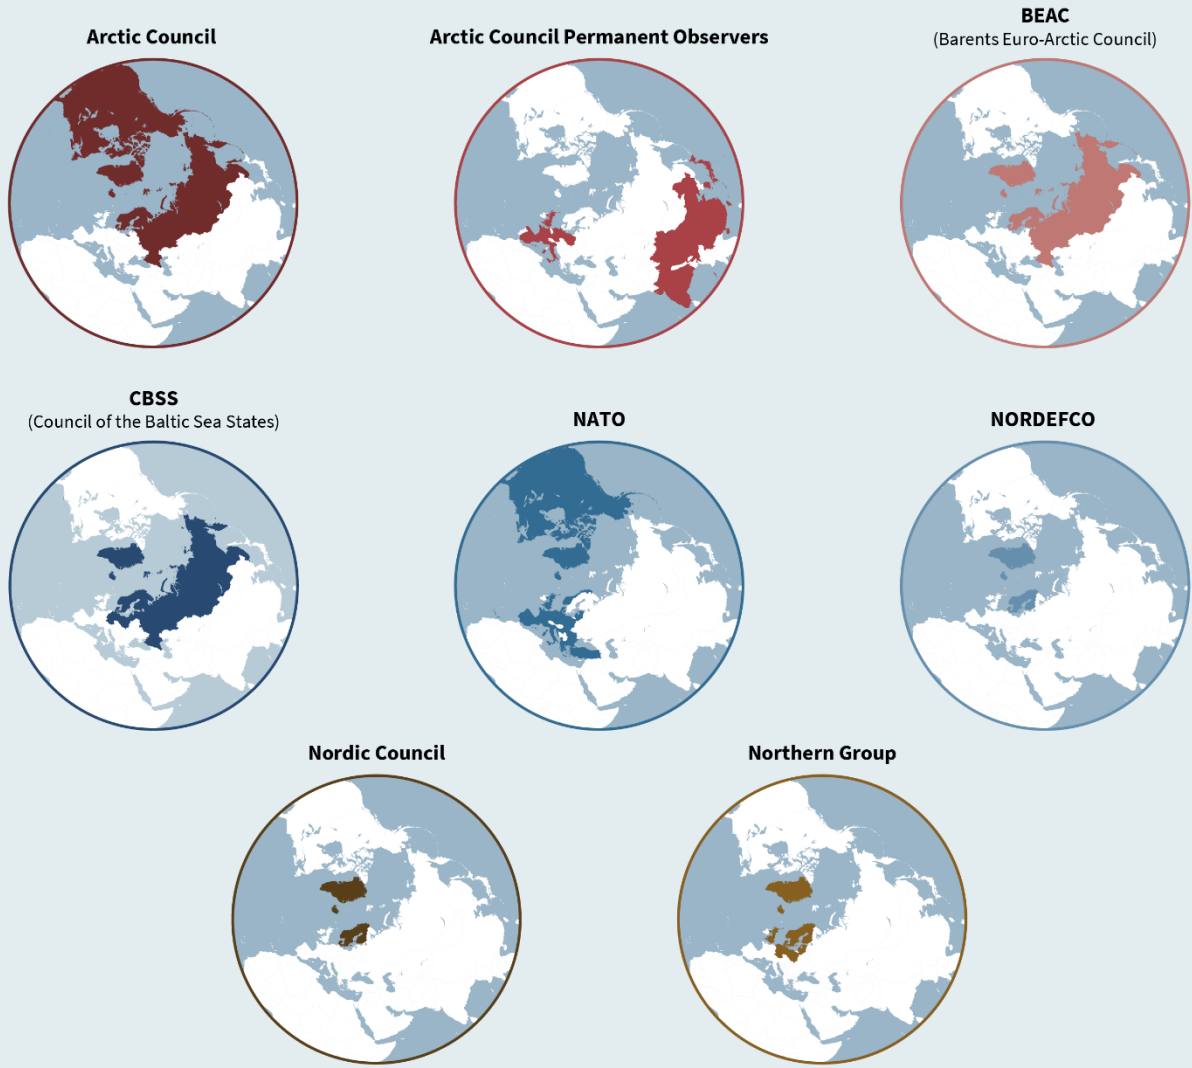 Arctic Council
Arctic Council Permanent Observers
BEAC
(Barents Euro-Arctic Council)
CBSS
(Council of the Baltic Sea States)
NATO
NORDEFCO
Nordic Council
Northern Group